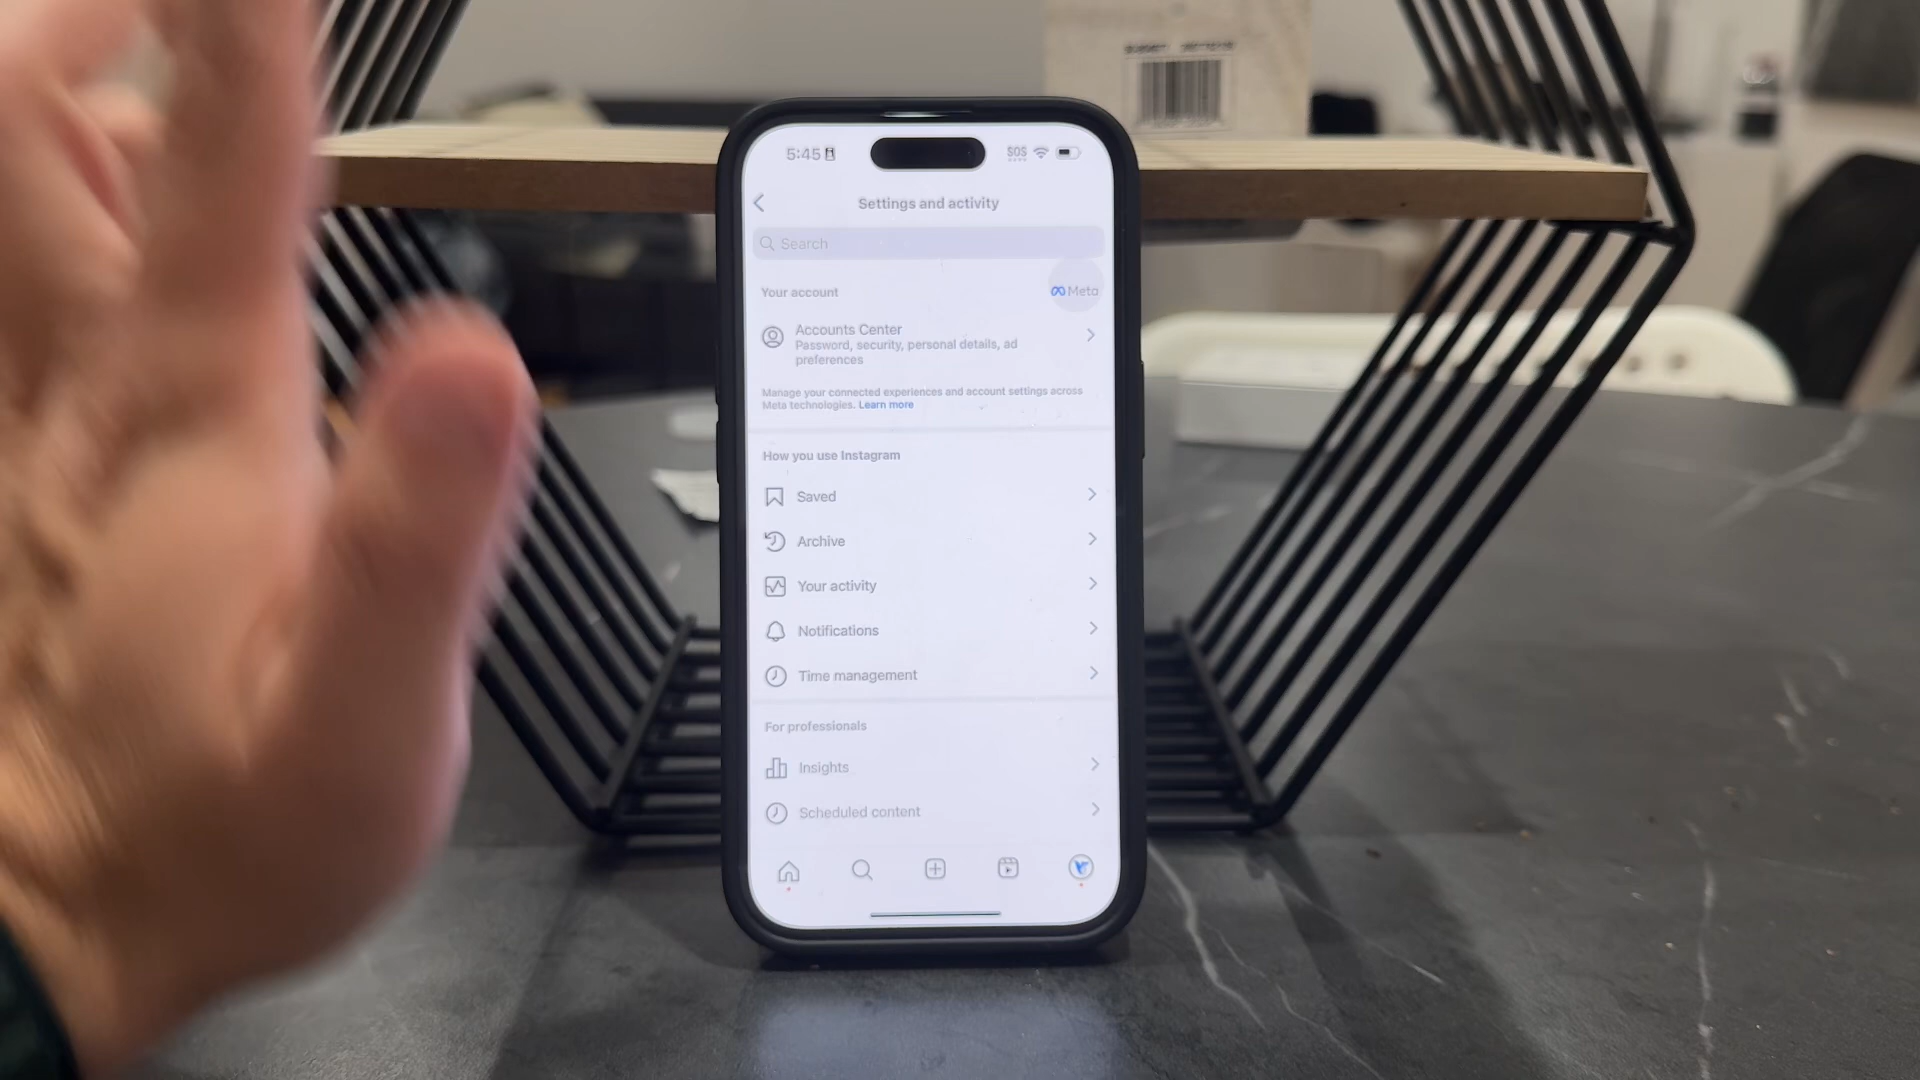 5:45
SOS
Settings and activity
Search
Your account
Meta
Accounts Center
Password, security, personal details, ad
preferences
Manage your connected experiences and account settings across
Meta technologies. Learn more
How you use Instagram
Saved
Archive
Your activity
Notifications
Time management
For professionals
Insights
Scheduled content